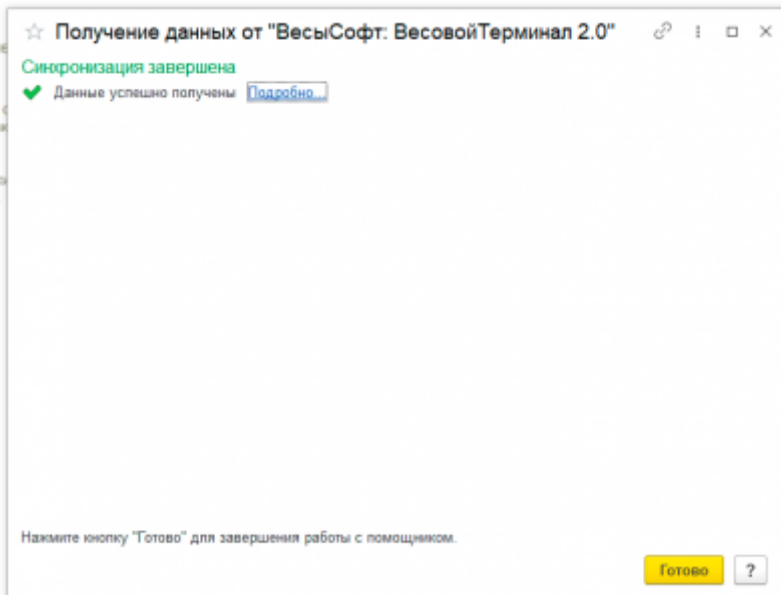 Получение данных от "ВесыСофт: ВесовойТерминал 2.0"
Синхронизация завершена
Данные успешно получены Подробно...
Нажмите кнопку "Готово" для завершения работы с помощником.
Готово ?